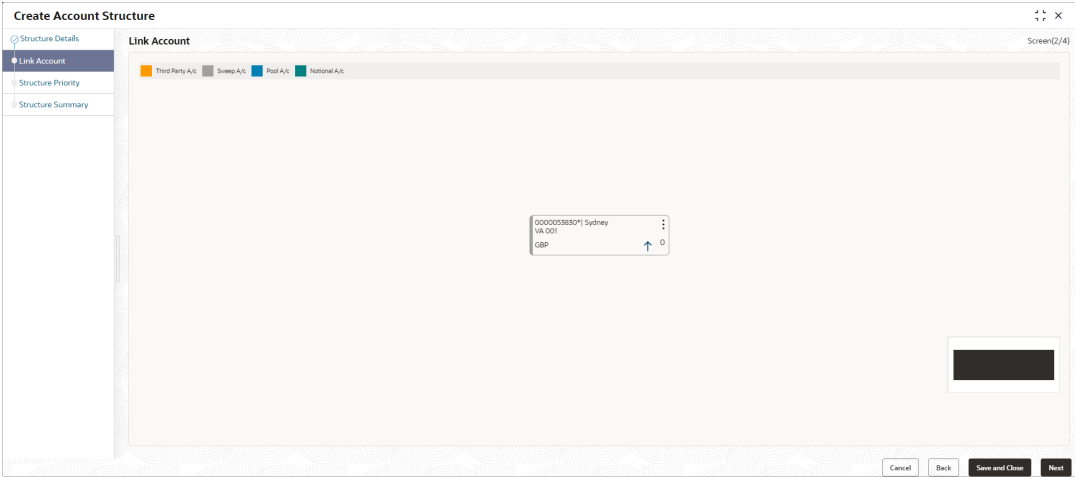 Create Account Structure
Structure Details
Link Account
Structure Priority
Structure Summary
Link Account
Screen(2/4)
Third Party A/c Sweep A/c Pool A/c Notional A/c
0000053830*| Sydney
VA 001
GBP 0
Cancel Back Save and Close Next